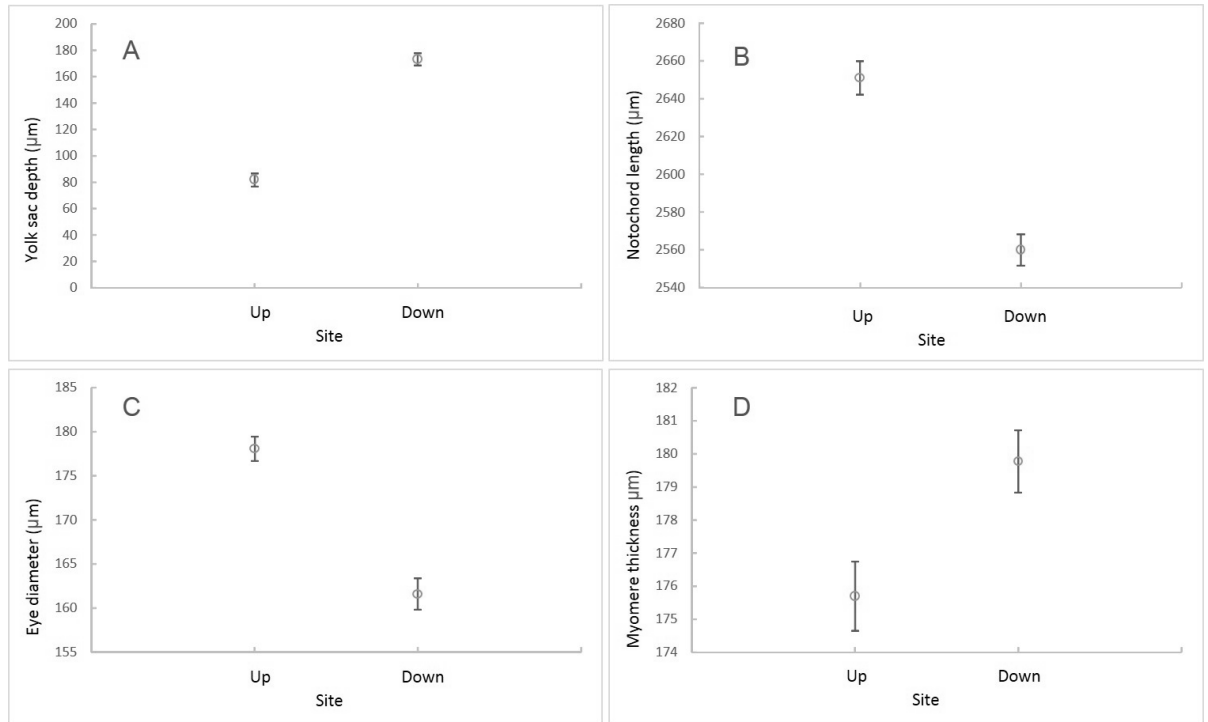 A
Yolk sac depth (µm)
200
180
160
140
120
100
80
60
40
20
0
Up Down
Site
B
Notochord length (µm)
2680
2660
2640
2620
2600
2580
2560
2540
Up Down
Site
C
Eye diameter (µm)
185
180
175
170
165
160
155
Up Down
Site
D
Myomere thickness µm)
182
181
180
179
178
177
176
175
174
Up Down
Site